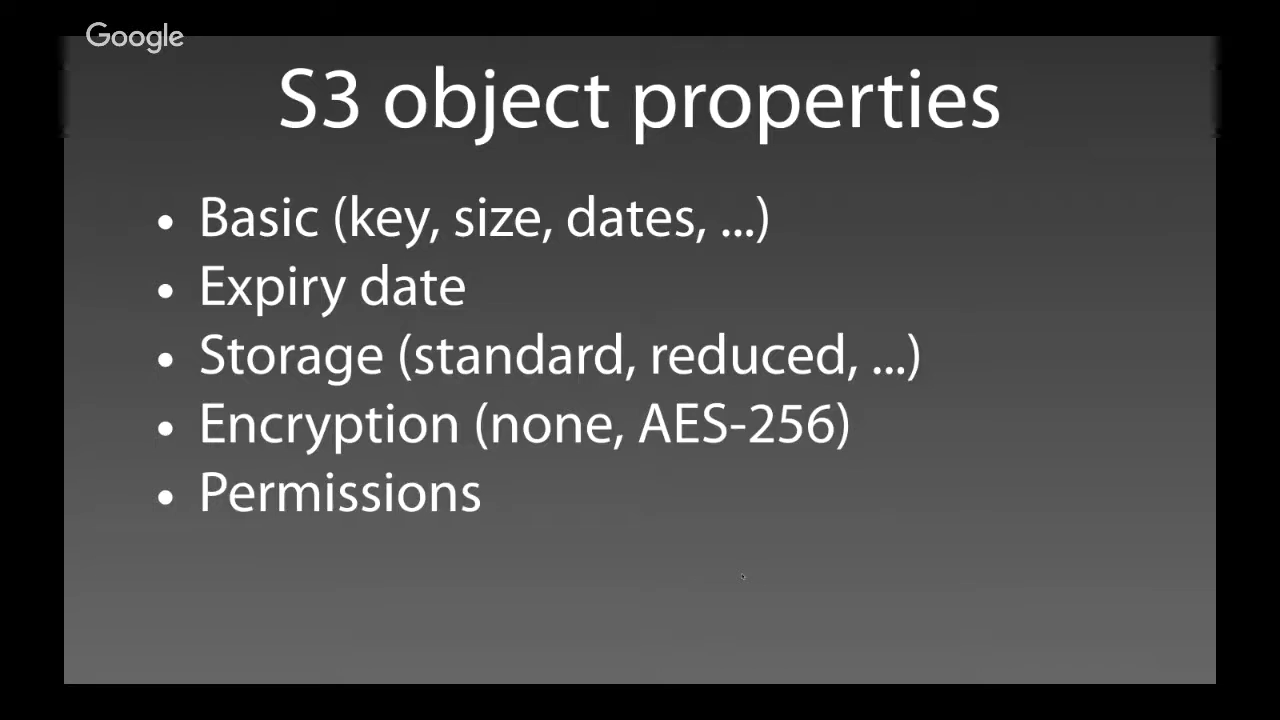 Google
S3 object properties
• Basic (key, size, dates, ...)
• Expiry date
• Storage (standard, reduced, ...)
• Encryption (none, AES-256)
• Permissions